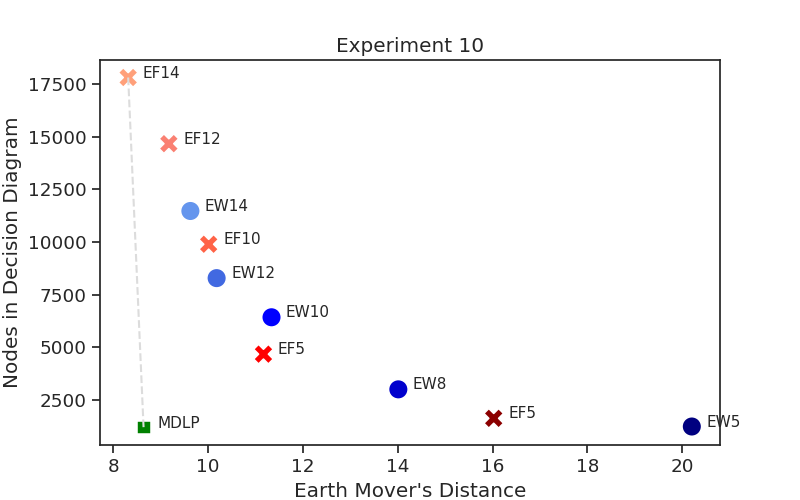 Experiment 10
Nodes in Decision Diagram
17500
15000
12500
10000
7500
5000
2500
EF14
EF12
EW14
EF10
EW12
EW10
EF5
EW8
EF5
MDLP
EW5
8 10 12 14 16 18 20
Earth Mover's Distance